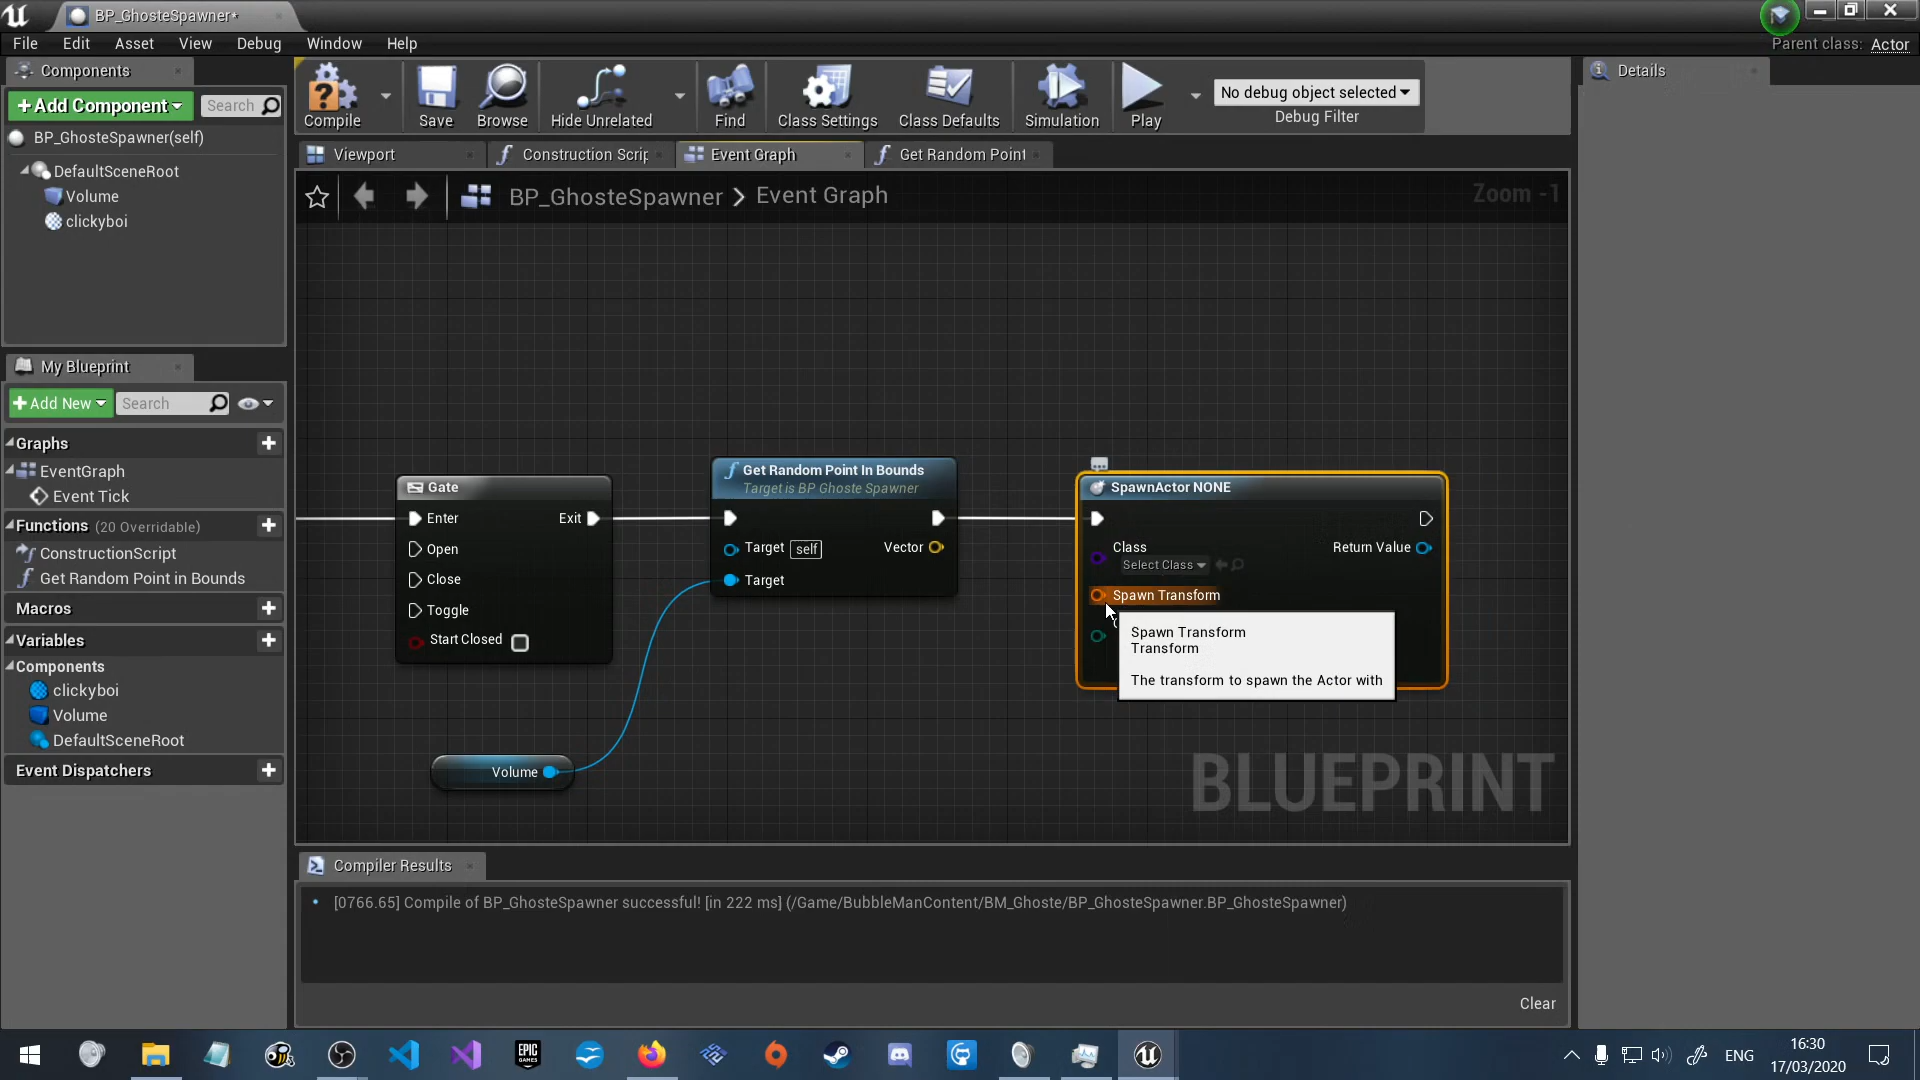 BP_GhosteSpawner*
File Edit Asset View Debug Window Help
Parent class: Actor
Components
+Add Component
Search
BP_GhosteSpawner(self)
DefaultSceneRoot
Volume
clickyboi
Compile
Save
Browse
Hide Unrelated
Find
Class Settings
Class Defaults
Simulation
Play
No debug object selected
Debug Filter
Details
Viewport
Construction Scrip
Event Graph
Get Random Point
BP_GhosteSpawner > Event Graph
Zoom -1
My Blueprint
+Add New
Search
Graphs
EventGraph
Event Tick
Functions (20 Overridable)
ConstructionScript
Get Random Point in Bounds
Macros
Variables
Components
clickyboi
Volume
DefaultSceneRoot
Event Dispatchers
Gate
Enter Exit
Open
Close
Toggle
Start Closed
Volume
Get Random Point In Bounds
Target is BP Ghoste Spawner
Target self Vector
Target
SpawnActor NONE
Class Return Value
Select Class
Spawn Transform
Spawn Transform
Transform
The transform to spawn the Actor with
BLUEPRINT
Compiler Results
[0766.65] Compile of BP_GhosteSpawner successful! [in 222 ms] (/Game/BubbleManContent/BM_Ghoste/BP_GhosteSpawner.BP_GhosteSpawner)
Clear
EPIC
GAMES
ENG
16:30
17/03/2020